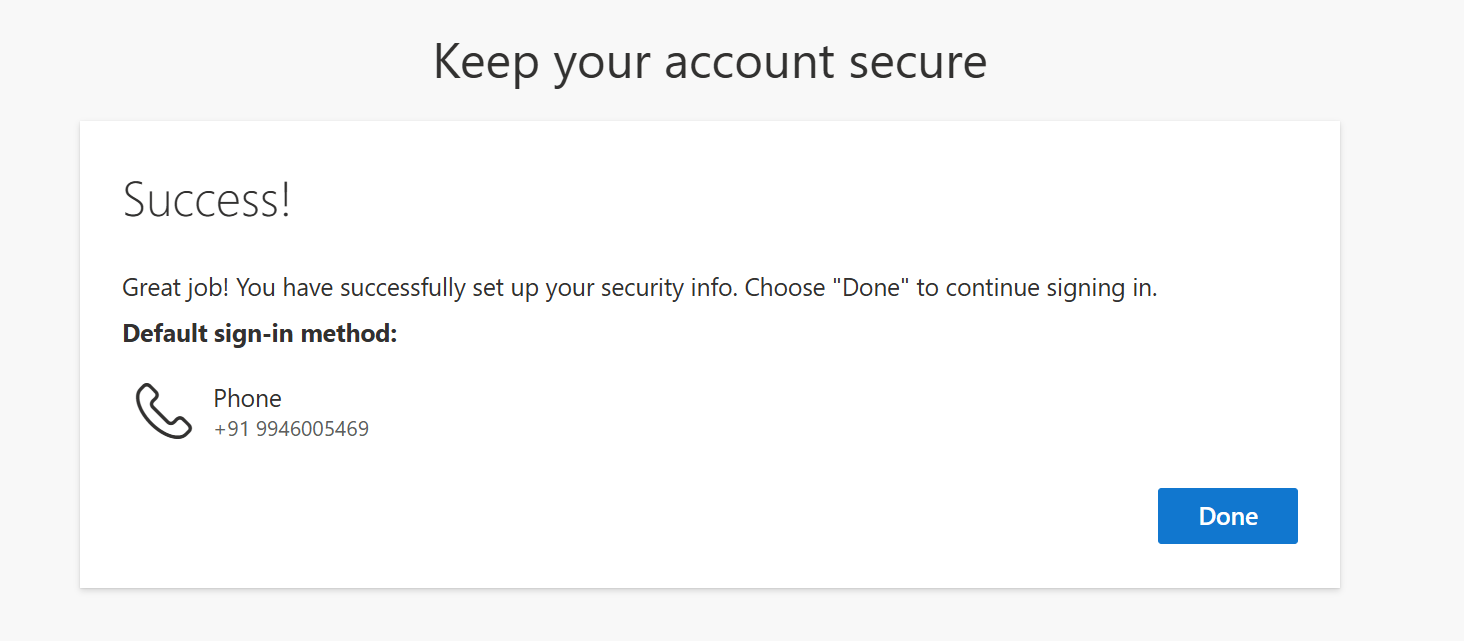 Keep your account secure
Success!
Great job! You have successfully set up your security info. Choose "Done" to continue signing in.
Default sign-in method:
Phone
+91 9946005469
Done